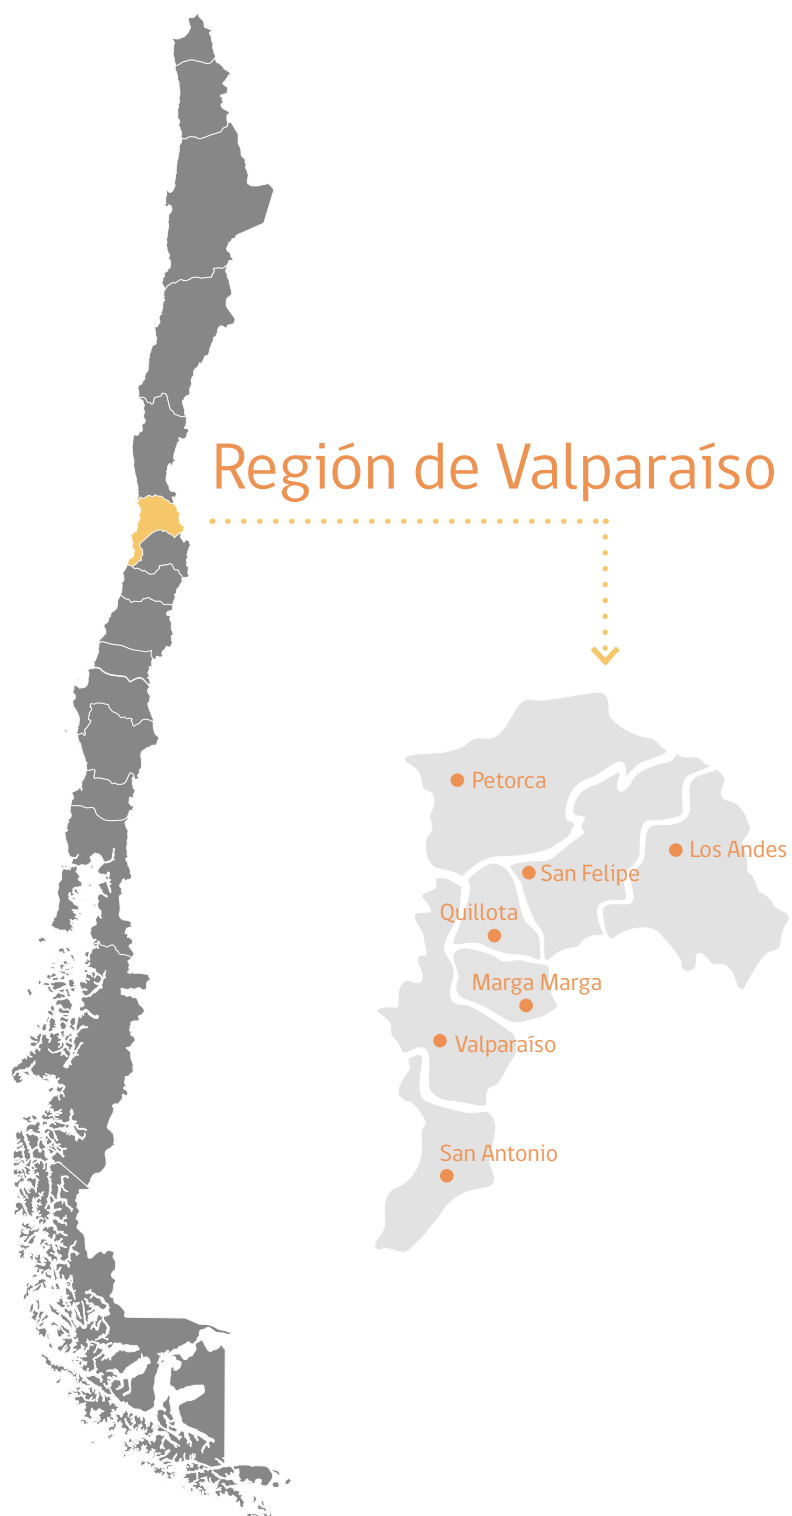 Región de Valparaíso
Petorca
Los Andes
San Felipe
Quillota
Marga Marga
Valparaíso
San Antonio